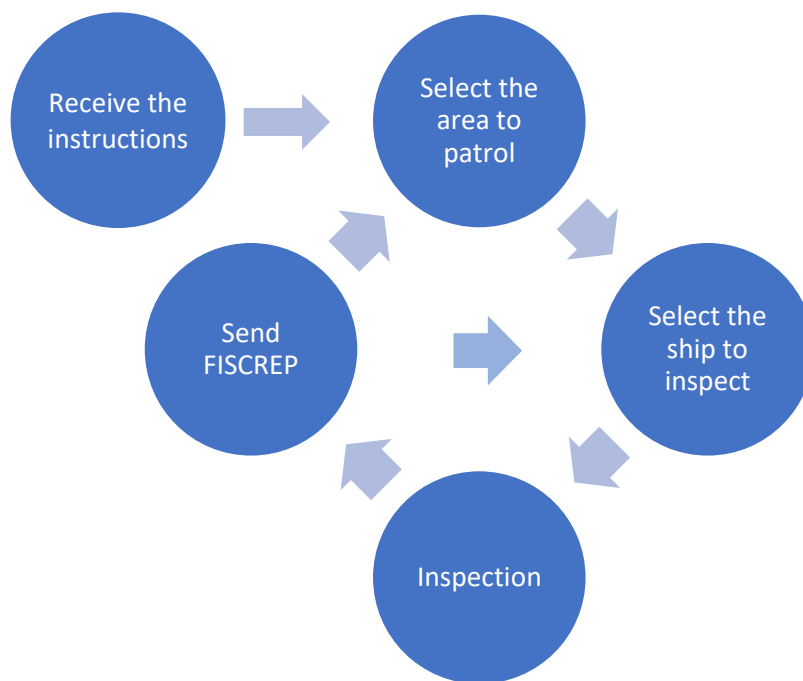 Receive the
instructions
Select the
area to
patrol
Select the
ship to
inspect
Inspection
Send
FISCREP